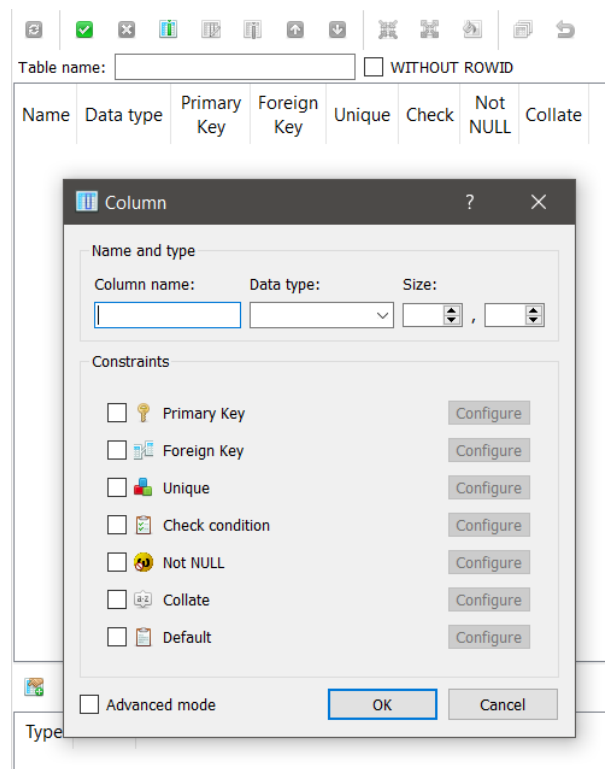 Table name: WITHOUT ROWID
Name Data type Primary Key Foreign Key Unique Check Not NULL Collate
Column ?
Name and type
Column name: Data type: Size:
,
Constraints
Primary Key Configure
Foreign Key Configure
Unique Configure
Check condition Configure
Not NULL Configure
a-z Collate Configure
Default Configure
Advanced mode OK Cancel
Type